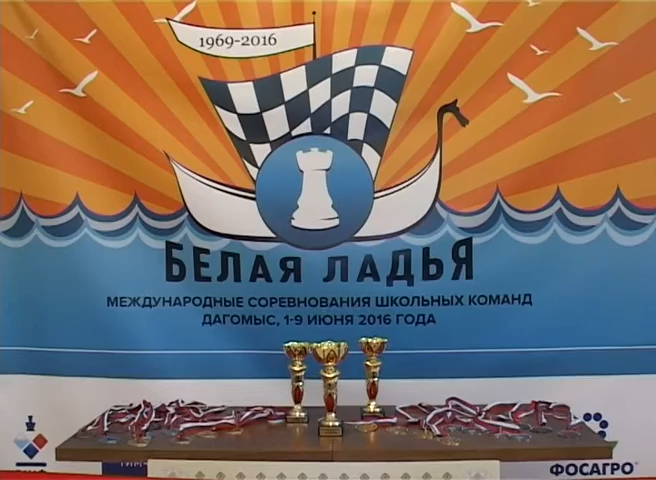 1969-2016
БЕЛАЯ ЛАДЬЯ
МЕЖДУНАРОДНЫЕ СОРЕВНОВАНИЯ ШКОЛЬНЫХ КОМАНД
ДАГОМЫС, 1-9 ИЮНЯ 2016 ГОДА
ФОСАГРО